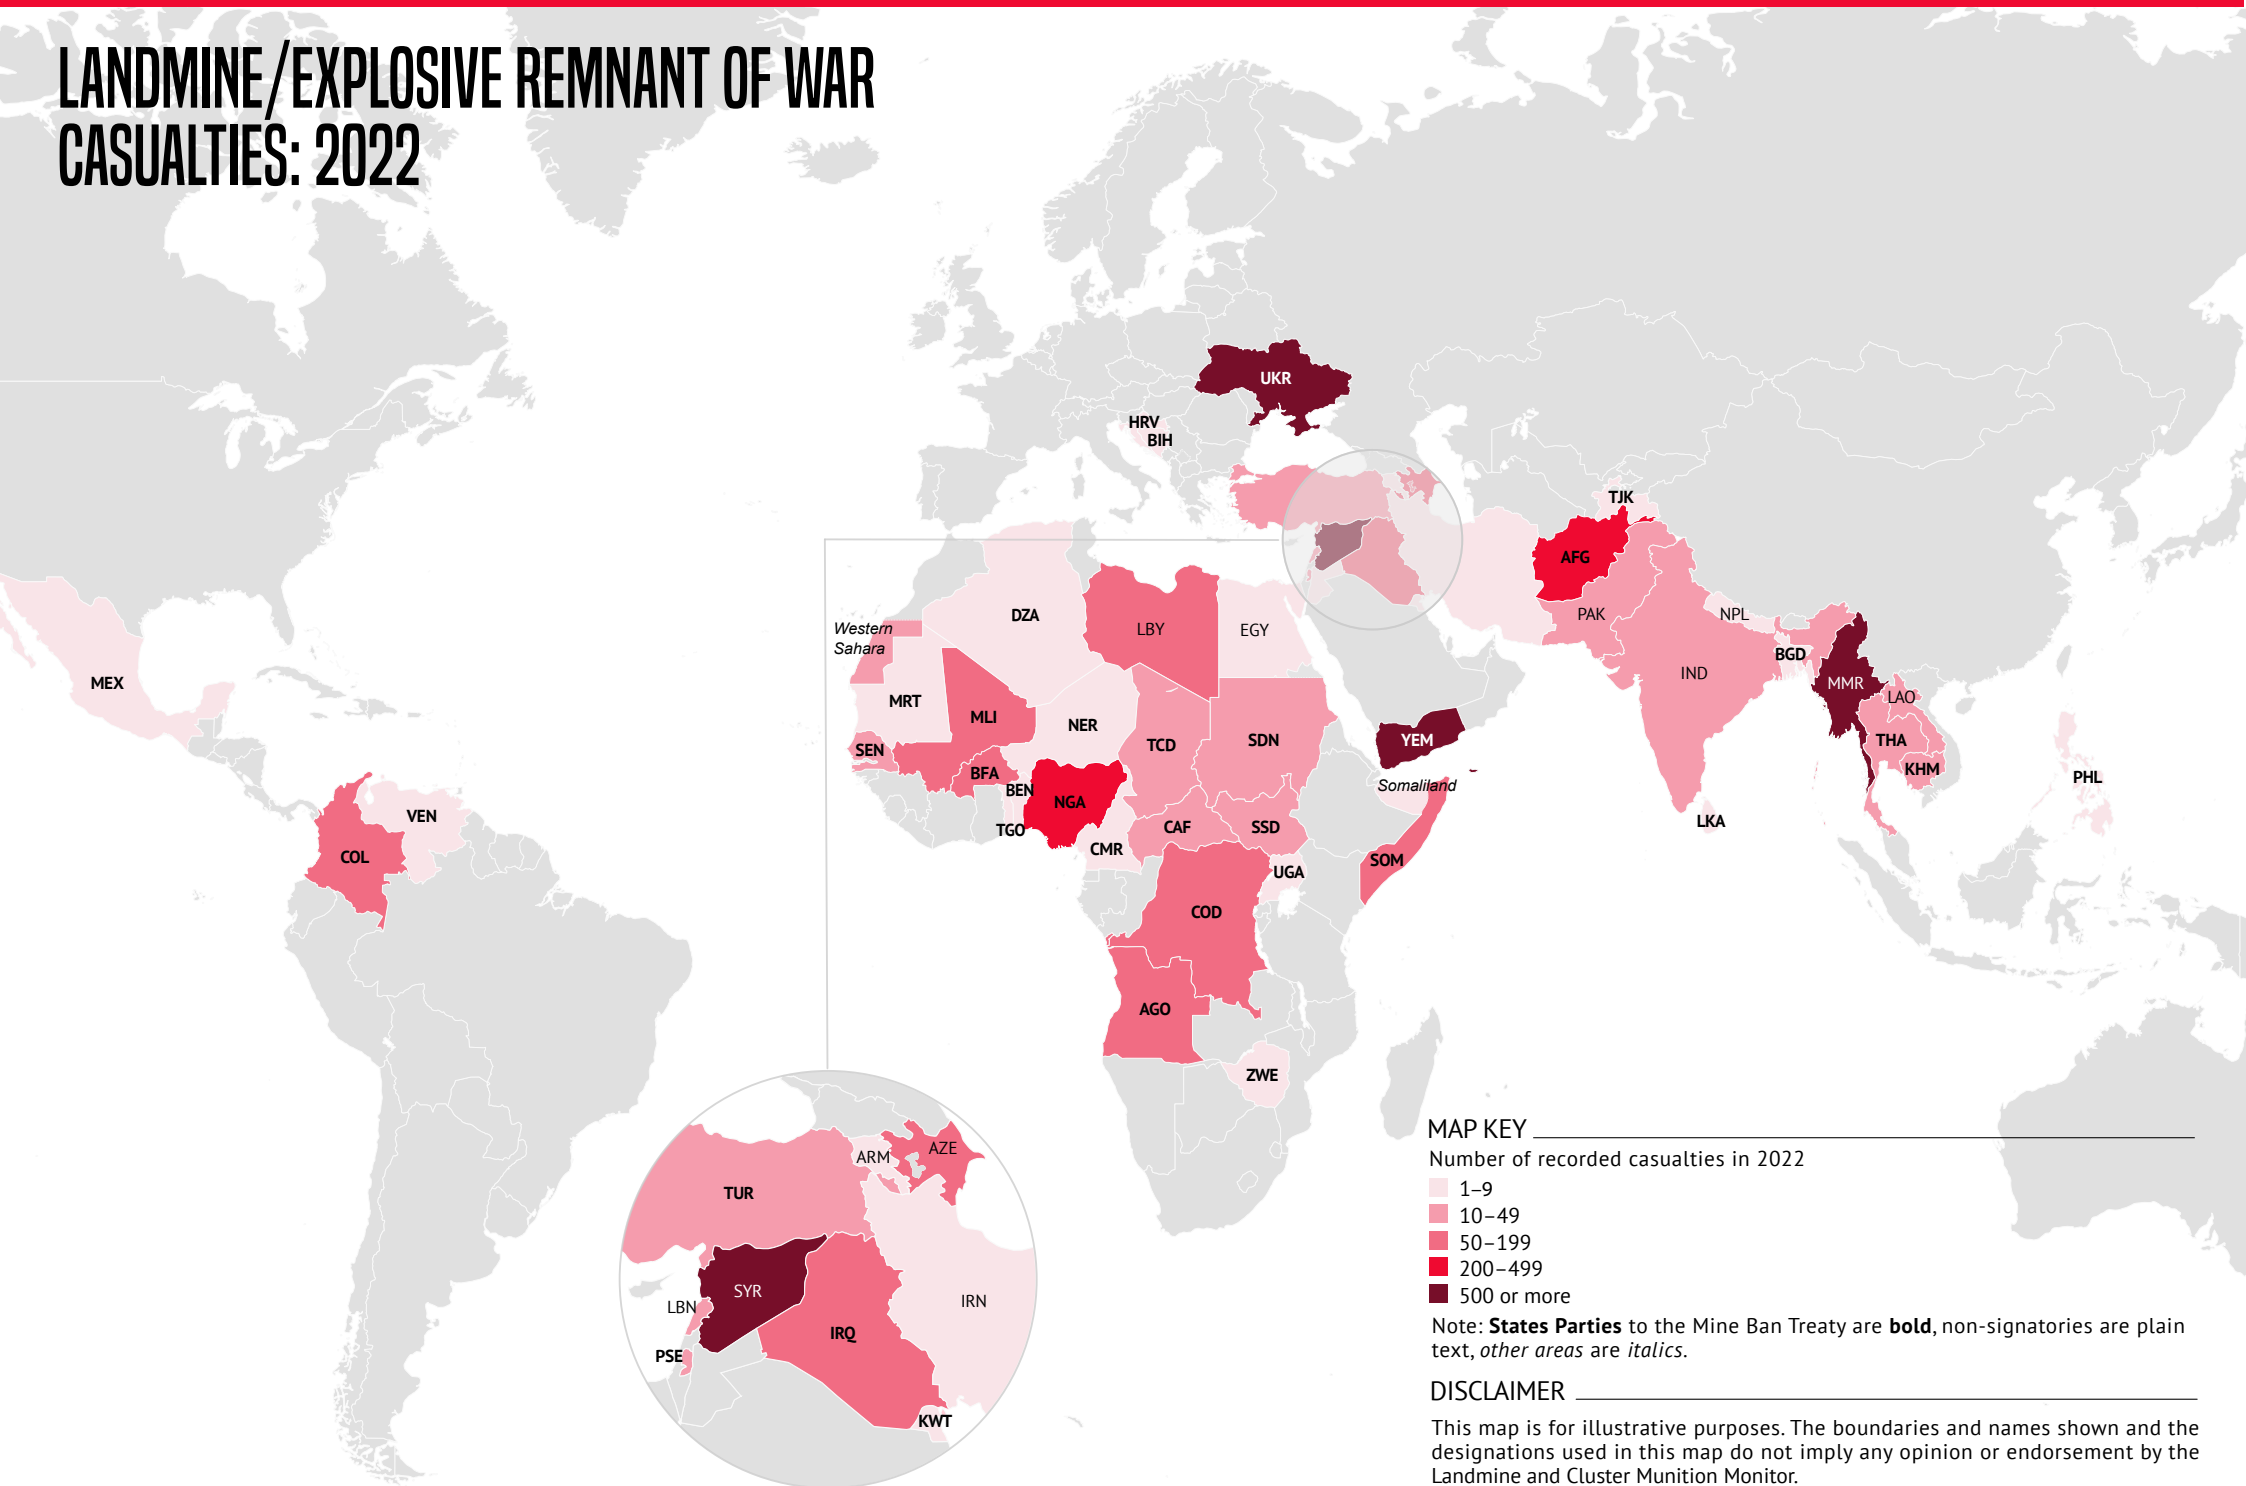 LANDMINE/EXPLOSIVE REMNANT OF WAR
CASUALTIES: 2022
UKR
HRV
BIH
TJK
AFG
PAK
NPL
IND
BGD
MMR
LAO
THA
KHM
PHL
LKA
DZA
LBY
EGY
Western
Sahara
MRT
MLI
NER
TCD
SDN
YEM
SEN
BFA
BEN
NGA
TGO
CMR
CAF
SSD
Somaliland
SOM
UGA
COD
AGO
ZWE
MEX
VEN
COL
ARM
AZE
TUR
SYR
LBN
IRN
IRQ
PSE
KWT
MAP KEY
Number of recorded casualties in 2022
1–9
10–49
50–199
200–499
500 or more
Note: States Parties to the Mine Ban Treaty are bold, non-signatories are plain
text, other areas are italics.
DISCLAIMER
This map is for illustrative purposes. The boundaries and names shown and the
designations used in this map do not imply any opinion or endorsement by the
Landmine and Cluster Munition Monitor.